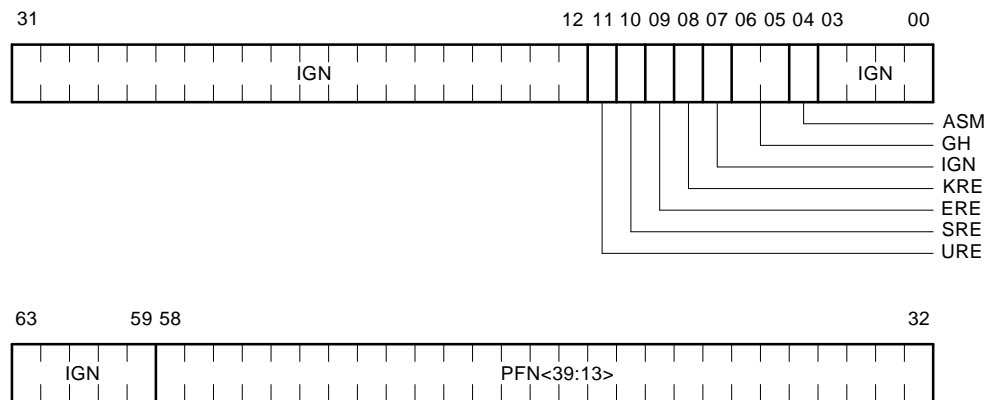 31 12 11 10 09 08 07 06 05 04 03 00
IGN IGN
ASM
GH
IGN
KRE
ERE
SRE
URE
63 59 58 32
IGN PFN<39:13>